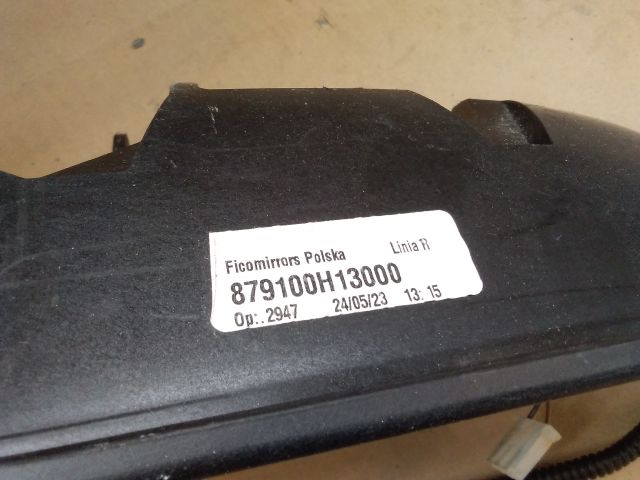 Ficomirrors Polska Linia R
879100H13000
Op:.2947 24/05/23 13:15